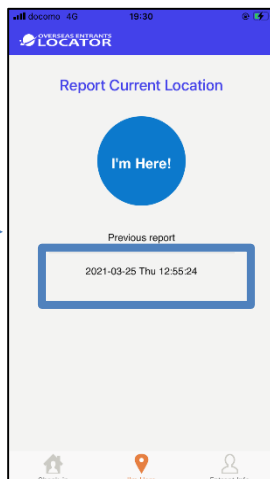 docomo 4G 19:30
OVERSEAS ENTRANTS
LOCATOR
Report Current Location
I'm Here!
Previous report
2021-03-25 Thu 12:55:24